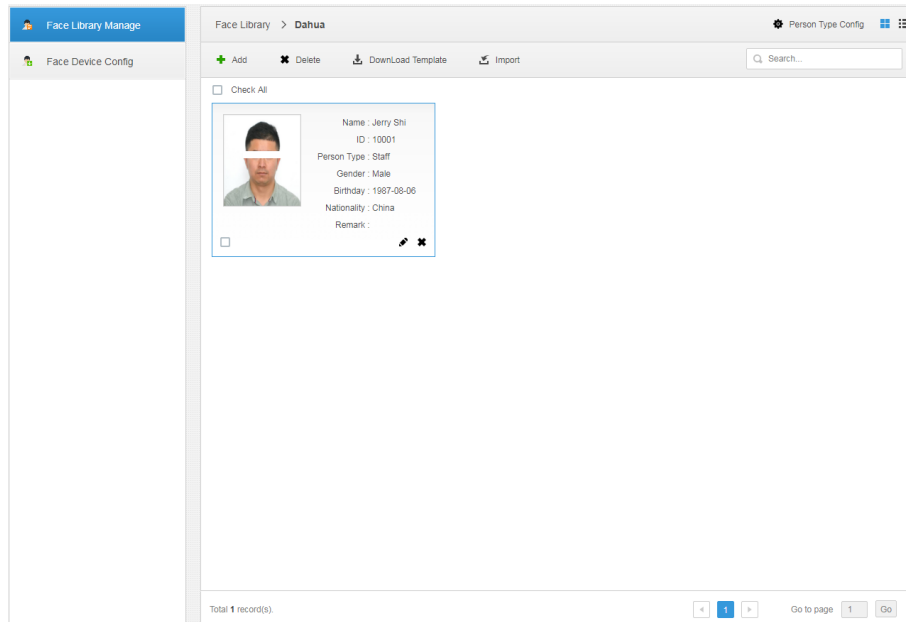 Face Library Manage
Face Device Config
Face Library > Dahua
Person Type Config
Add
Delete
DownLoad Template
Import
Search...
Check All
Name : Jerry Shi
ID : 10001
Person Type : Staff
Gender : Male
Birthday : 1987-08-06
Nationality : China
Remark :
Total 1 record(s).
1
Go to page 1 Go